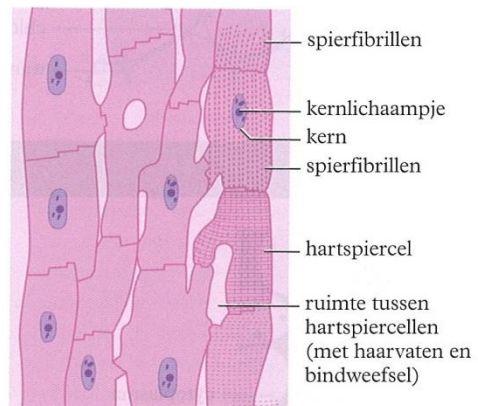 spierfibrillen
kernlichaampje
kern
spierfibrillen
hartspiercel
ruimte tussen
hartspiercellen
(met haarvaten en
bindweefsel)